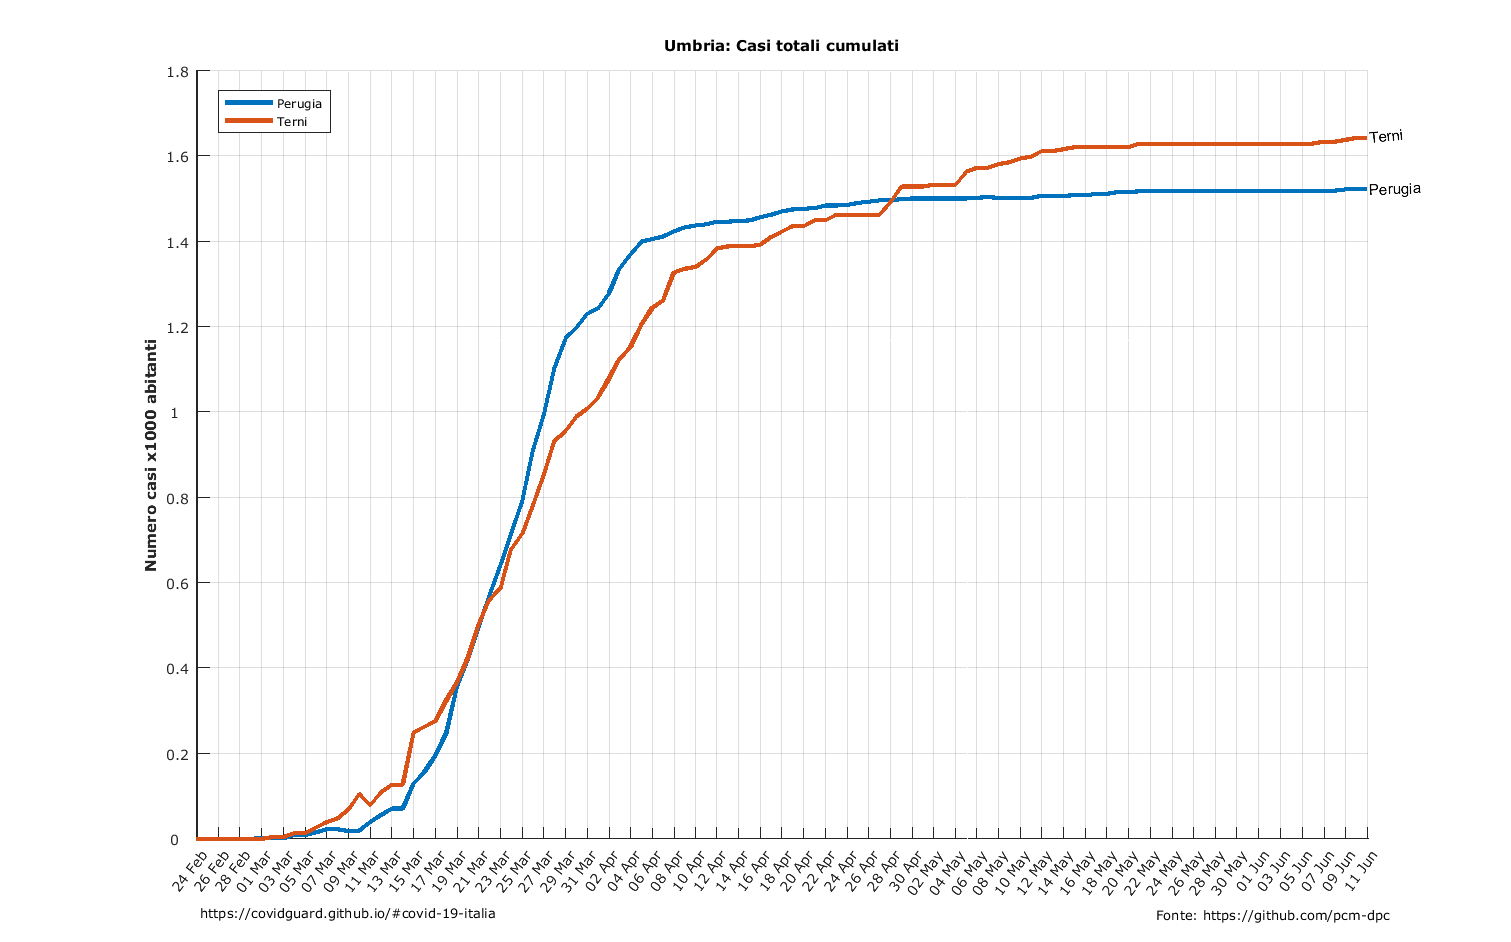 Umbria: Casi totali cumulati
Perugia
Terni
Numero casi x1000 abitanti
1.8
1.6
1.4
1.2
1
0.8
0.6
0.4
0.2
0
Terni
Perugia
24 Feb
26 Feb
28 Feb
01 Mar
03 Mar
05 Mar
07 Mar
09 Mar
11 Mar
13 Mar
15 Mar
17 Mar
19 Mar
21 Mar
23 Mar
25 Mar
27 Mar
29 Mar
31 Mar
02 Apr
04 Apr
06 Apr
08 Apr
10 Apr
12 Apr
14 Apr
16 Apr
18 Apr
20 Apr
22 Apr
24 Apr
26 Apr
28 Apr
30 Apr
02 May
04 May
06 May
08 May
10 May
12 May
14 May
16 May
18 May
20 May
22 May
24 May
26 May
28 May
30 May
01 Jun
03 Jun
05 Jun
07 Jun
09 Jun
11 Jun
https://covidguard.github.io/#covid-19-italia
Fonte: https://github.com/pcm-dpc